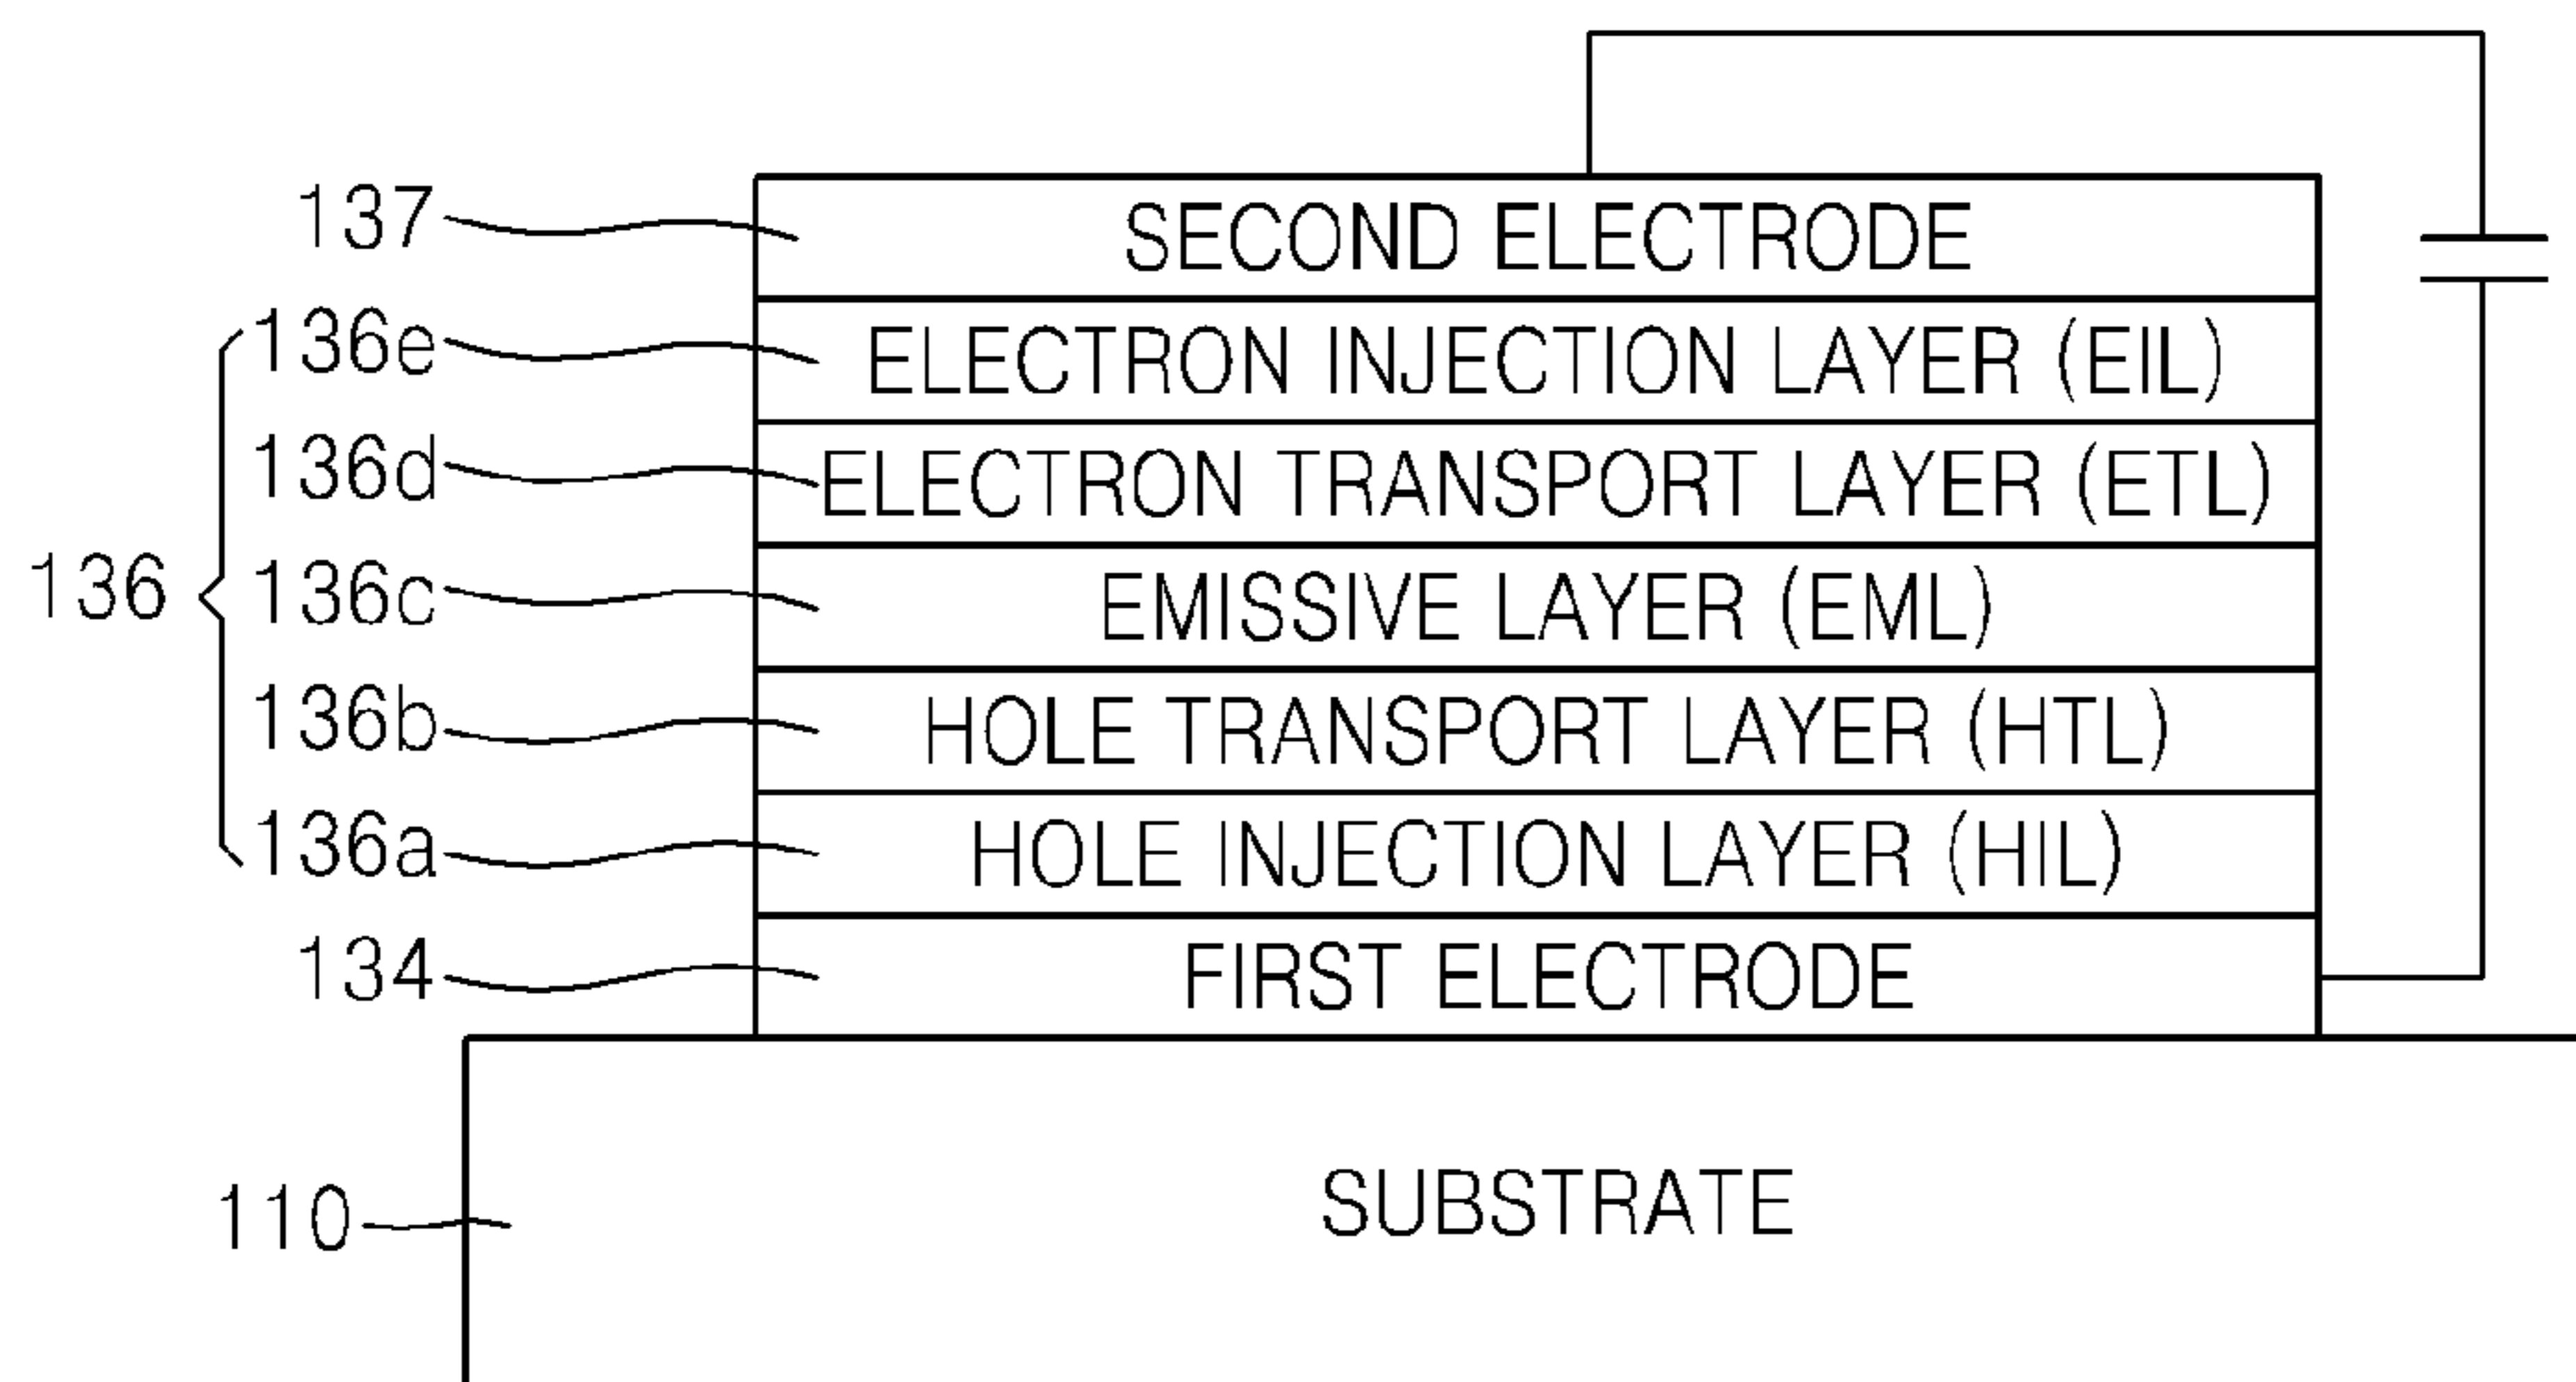 137 SECOND ELECTRODE
136e ELECTRON INJECTION LAYER (EIL)
136d ELECTRON TRANSPORT LAYER (ETL)
136 136c EMISSIVE LAYER (EML)
136b HOLE TRANSPORT LAYER (HTL)
136a HOLE INJECTION LAYER (HIL)
134 FIRST ELECTRODE
110 SUBSTRATE